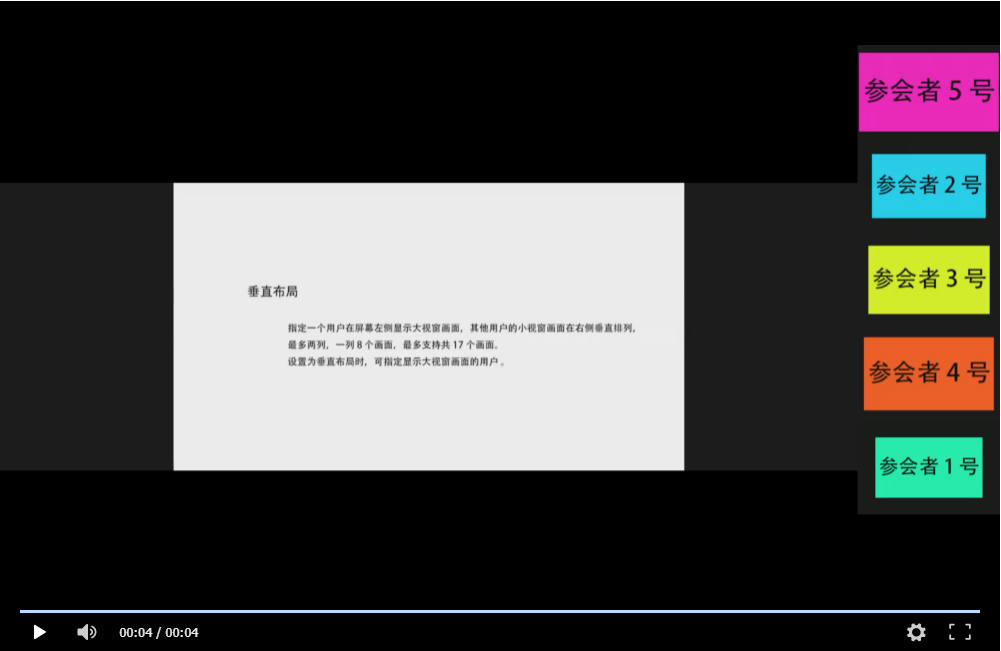 垂直布局
指定一个用户在屏幕左侧显示大视窗画面，其他用户的小视窗画面在右侧垂直排列，
最多两列，一列 8 个画面，最多支持共 17 个画面。
设置为垂直布局时，可指定显示大视窗画面的用户。
参会者 5 号
参会者 2 号
参会者 3 号
参会者 4 号
参会者 1 号
00:04 / 00:04